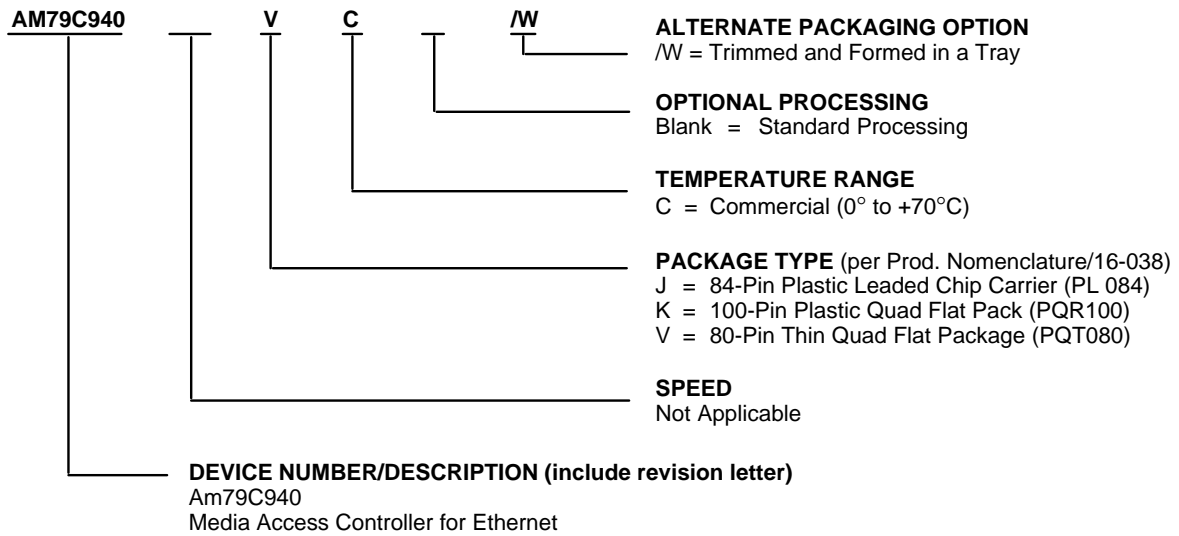 AM79C940 V C /W
ALTERNATE PACKAGING OPTION
/W = Trimmed and Formed in a Tray
OPTIONAL PROCESSING
Blank = Standard Processing
TEMPERATURE RANGE
C = Commercial (0° to +70°C)
PACKAGE TYPE (per Prod. Nomenclature/16-038)
J = 84-Pin Plastic Leaded Chip Carrier (PL 084)
K = 100-Pin Plastic Quad Flat Pack (PQR100)
V = 80-Pin Thin Quad Flat Package (PQT080)
SPEED
Not Applicable
DEVICE NUMBER/DESCRIPTION (include revision letter)
Am79C940
Media Access Controller for Ethernet